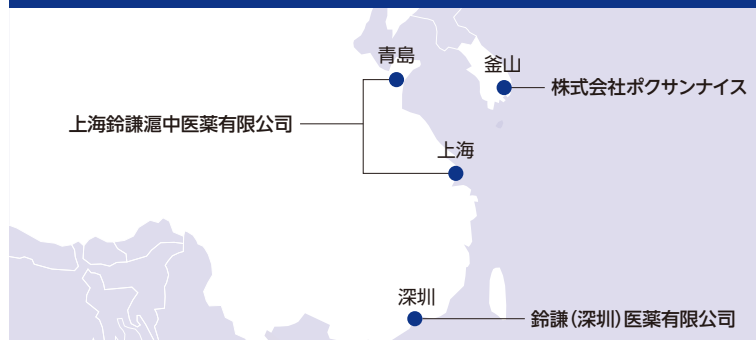 青島
釜山
株式会社ポクサンナイス
上海鈴謙滬中医薬有限公司
上海
深圳
鈴謙(深圳)医薬有限公司